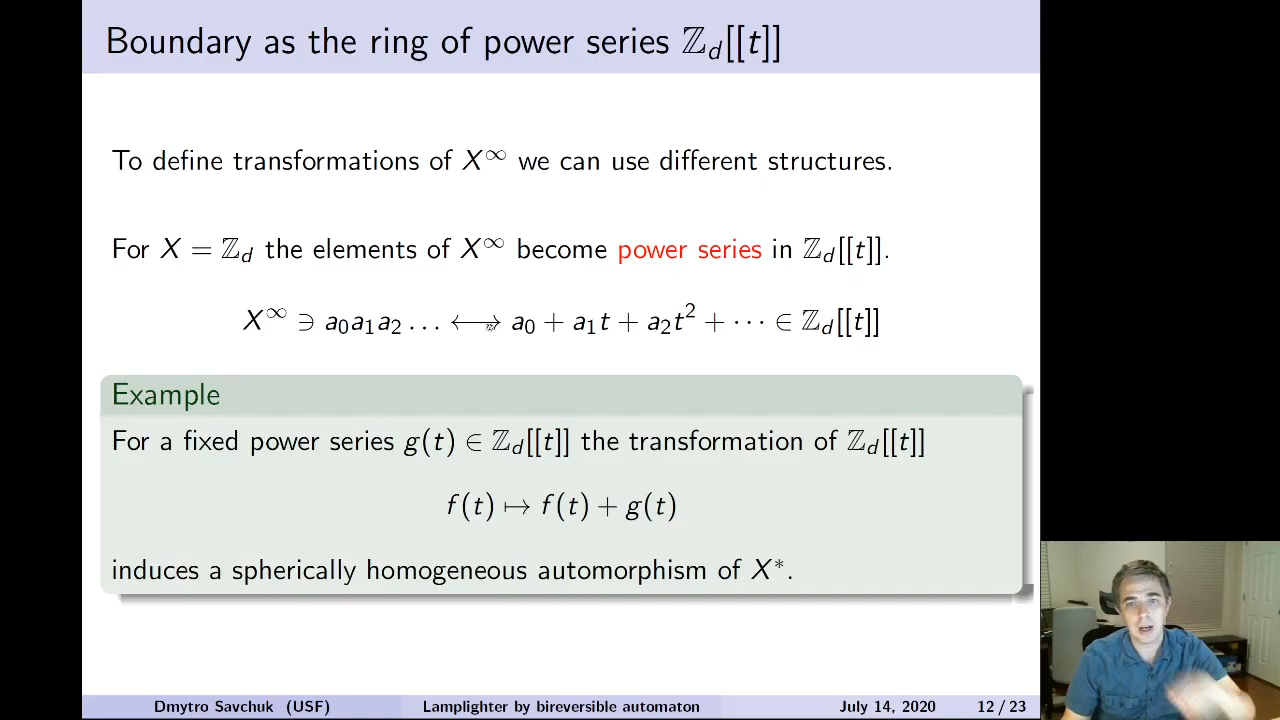 Boundary as the ring of power series ℤ_d[[t]]
To define transformations of X^∞ we can use different structures.
For X = ℤ_d the elements of X^∞ become power series in ℤ_d[[t]].
X^∞ ∋ a_0a_1a_2 … ⟷ a_0 + a_1t + a_2t^2 + ⋯ ∈ ℤ_d[[t]]
Example
For a fixed power series g(t) ∈ ℤ_d[[t]] the transformation of ℤ_d[[t]]
f(t) ↦ f(t) + g(t)
induces a spherically homogeneous automorphism of X*.
Dmytro Savchuk (USF) Lamplighter by bireversible automaton July 14, 2020 12 / 23